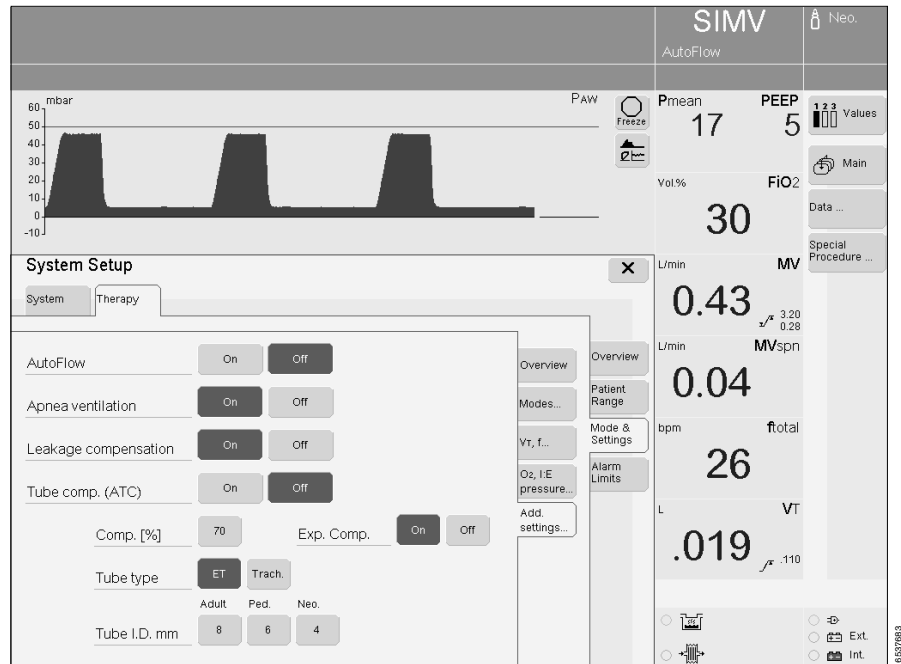 SIMV
AutoFlow
Neo.
mbar
Paw
60
50
40
30
20
10
0
-10
Freeze
Pmean PEEP
17 5
Vol.% FiO2
30
L/min MV
0.43
3.20
0.28
L/min MVspn
0.04
bpm ftotal
26
L VT
.019
.110
1 2 3
Values
Main
Data ...
Special
Procedure ...
Ext.
Int.
System Setup
System Therapy
AutoFlow On Off
Apnea ventilation On Off
Leakage compensation On Off
Tube comp. (ATC) On Off
Comp. [%] 70 Exp. Comp. On Off
Tube type ET Trach.
Adult Ped. Neo.
Tube I.D. mm 8 6 4
Overview
Modes...
VT, f...
O2, I:E
pressure...
Add.
settings...
Overview
Patient
Range
Mode &
Settings
Alarm
Limits
6537683